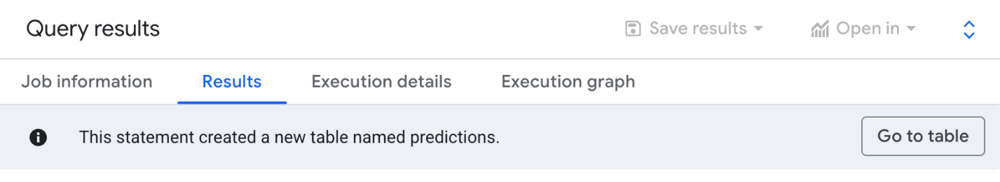 Query results
Save results
Open in
Job information
Results
Execution details
Execution graph
This statement created a new table named predictions.
Go to table